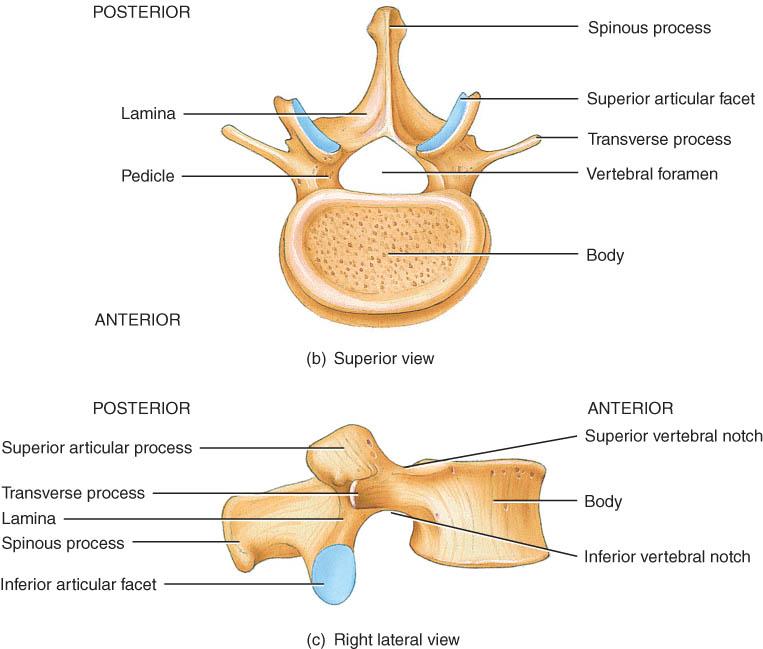 POSTERIOR
Spinous process
Superior articular facet
Lamina
Transverse process
Pedicle
Vertebral foramen
Body
ANTERIOR
(b) Superior view
POSTERIOR
ANTERIOR
Superior articular process
Superior vertebral notch
Transverse process
Body
Lamina
Spinous process
Inferior vertebral notch
Inferior articular facet
(c) Right lateral view